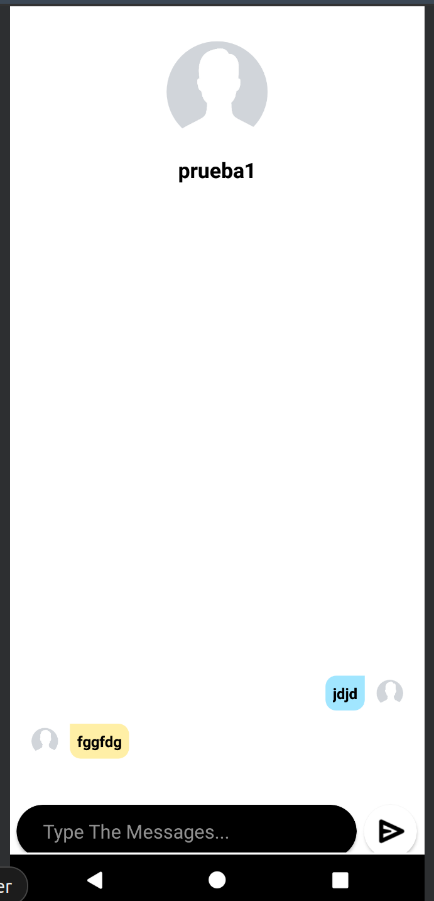 prueba1
jdjd
fggfdg
Type The Messages...
er